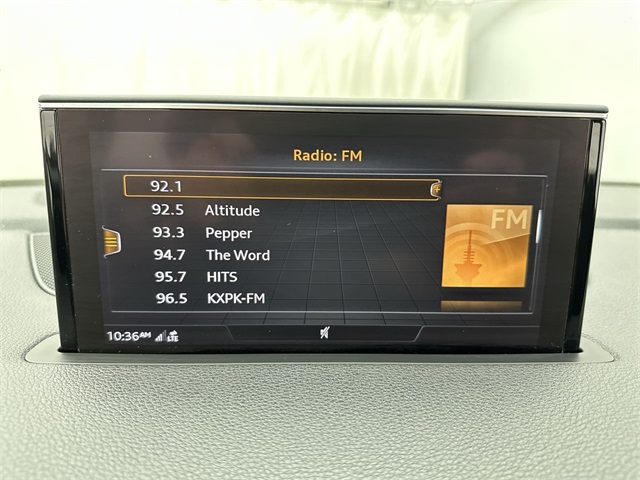 Radio: FM
92.1
92.5 Altitude
93.3 Pepper
94.7 The Word
95.7 HITS
96.5 KXPK-FM
FM
10:36AM LTE